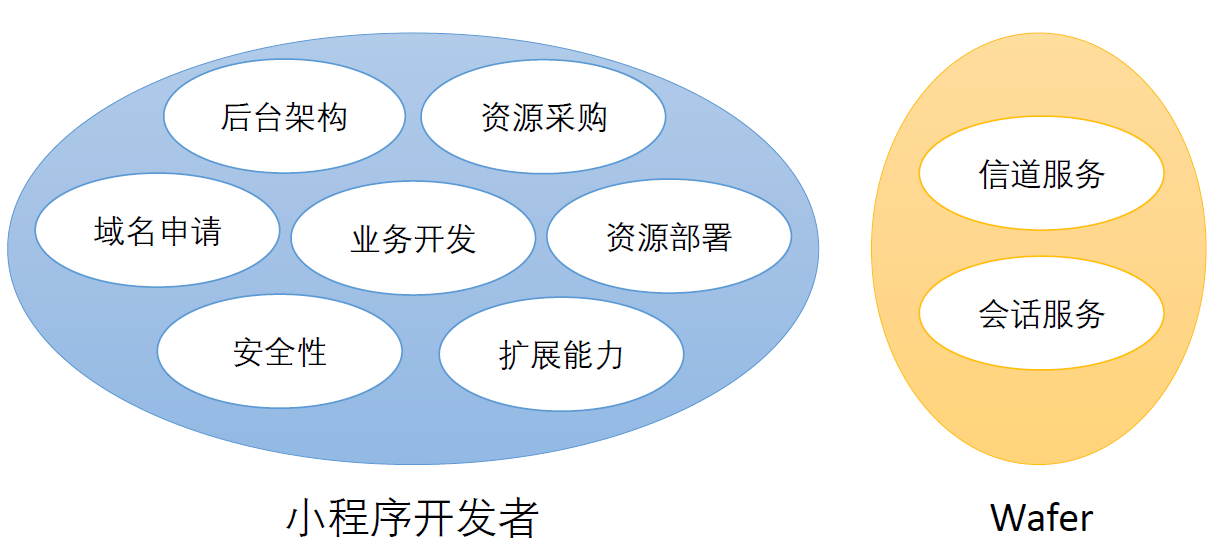 后台架构
资源采购
域名申请
业务开发
资源部署
安全性
扩展能力
小程序开发者
信道服务
会话服务
Wafer